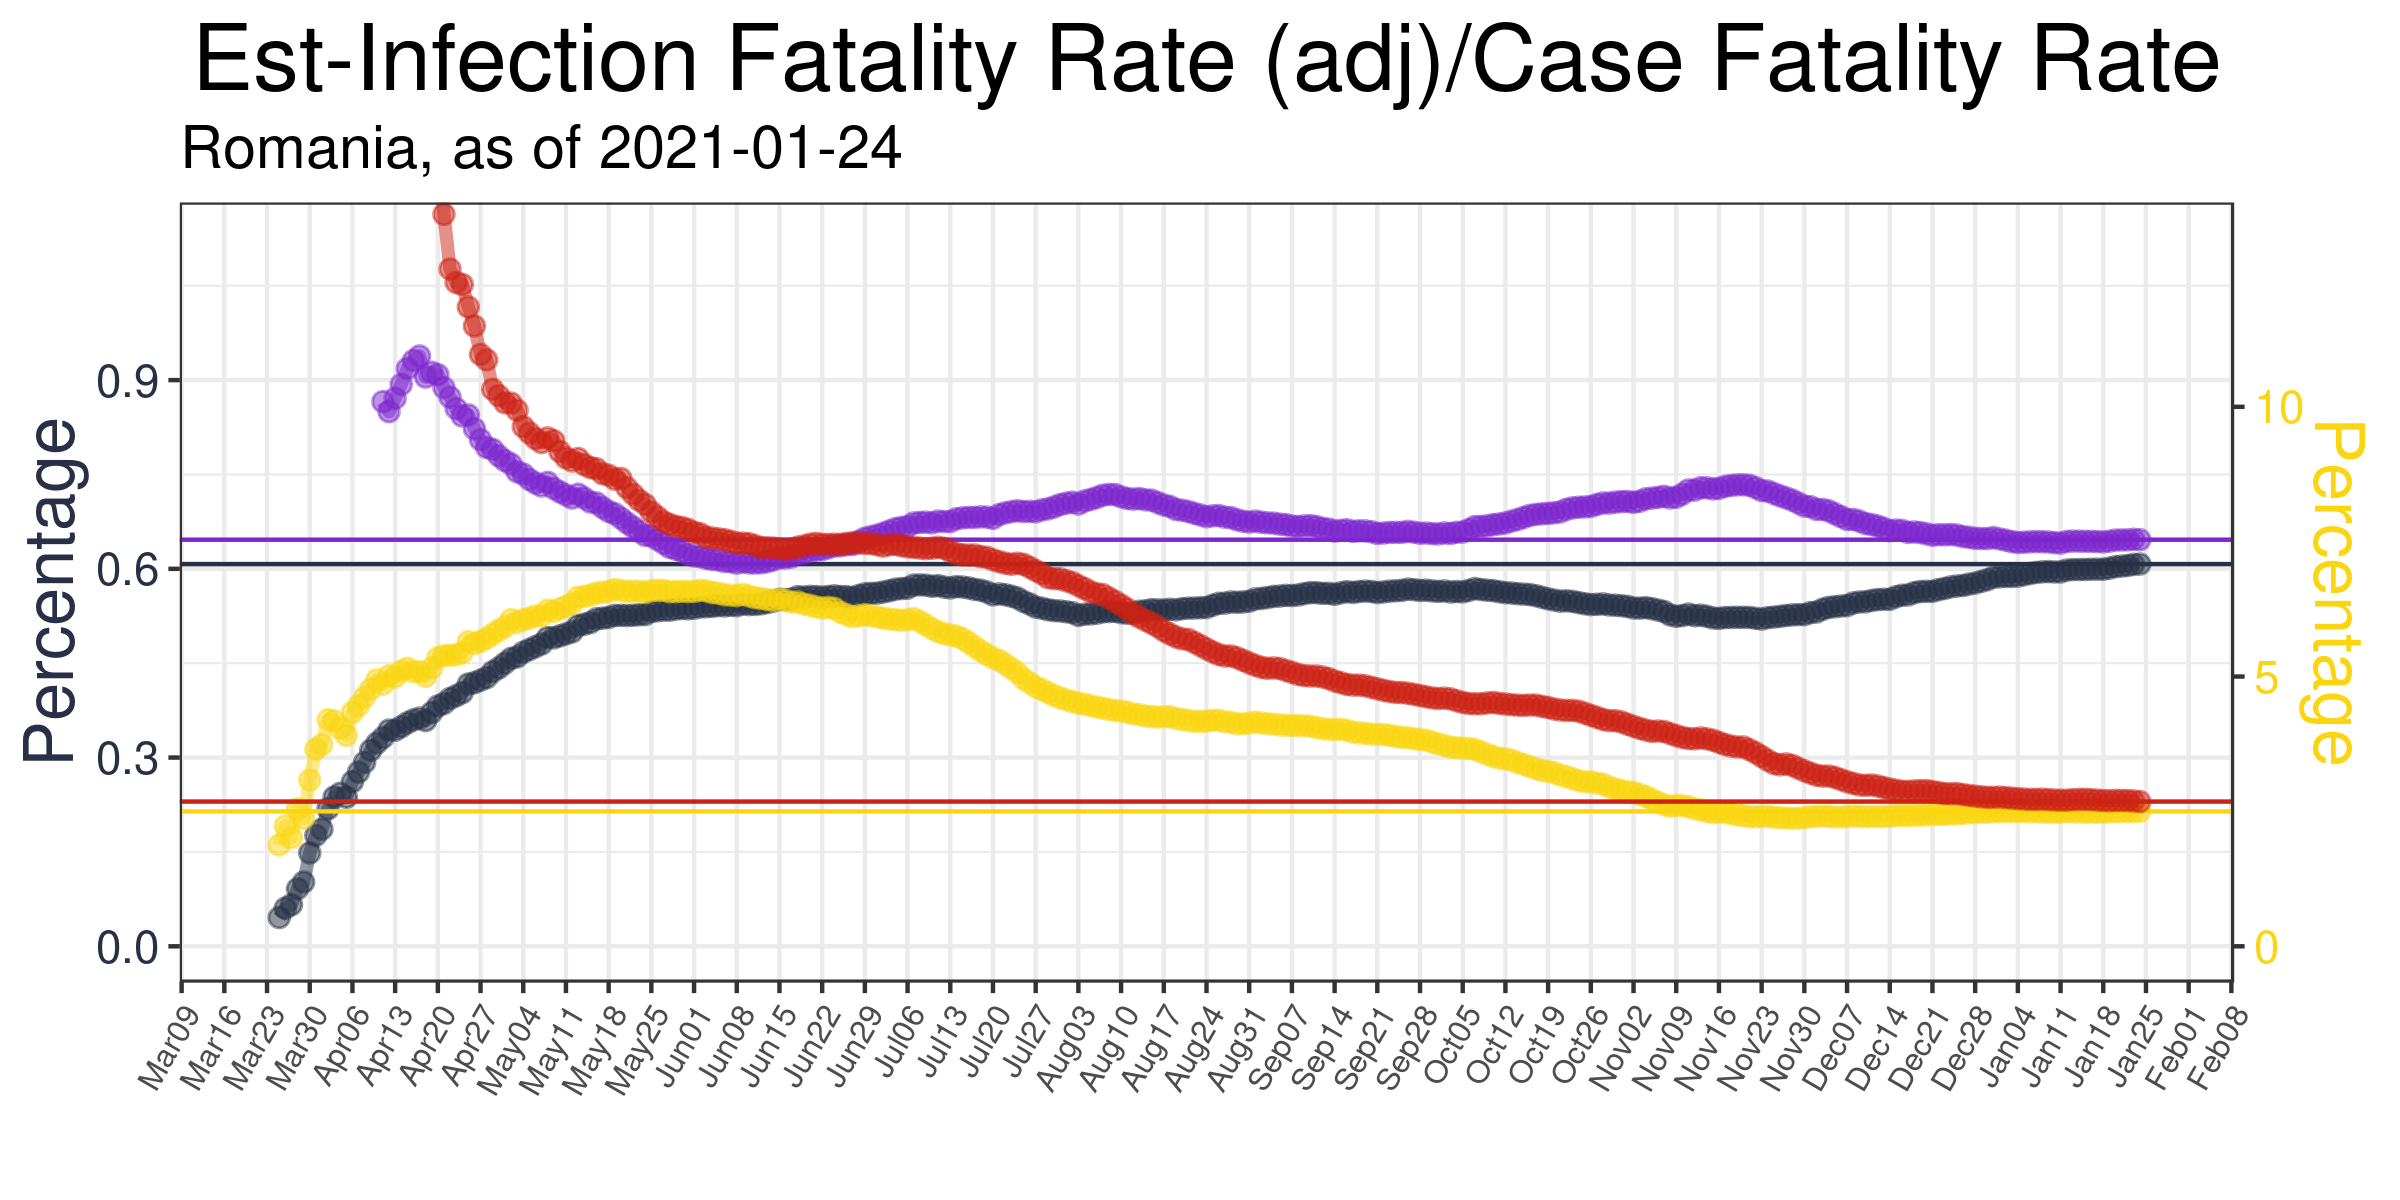 Est-Infection Fatality Rate (adj)/Case Fatality Rate
Romania, as of 2021-01-24
Percentage
0.9
0.6
0.3
0.0
10
5
0
Percentage
Mar09
Mar16
Mar23
Mar30
Apr06
Apr13
Apr20
Apr27
May04
May11
May18
May25
Jun01
Jun08
Jun15
Jun22
Jun29
Jul06
Jul13
Jul20
Jul27
Aug03
Aug10
Aug17
Aug24
Aug31
Sep07
Sep14
Sep21
Sep28
Oct05
Oct12
Oct19
Oct26
Nov02
Nov09
Nov16
Nov23
Nov30
Dec07
Dec14
Dec21
Dec28
Jan04
Jan11
Jan18
Jan25
Feb01
Feb08